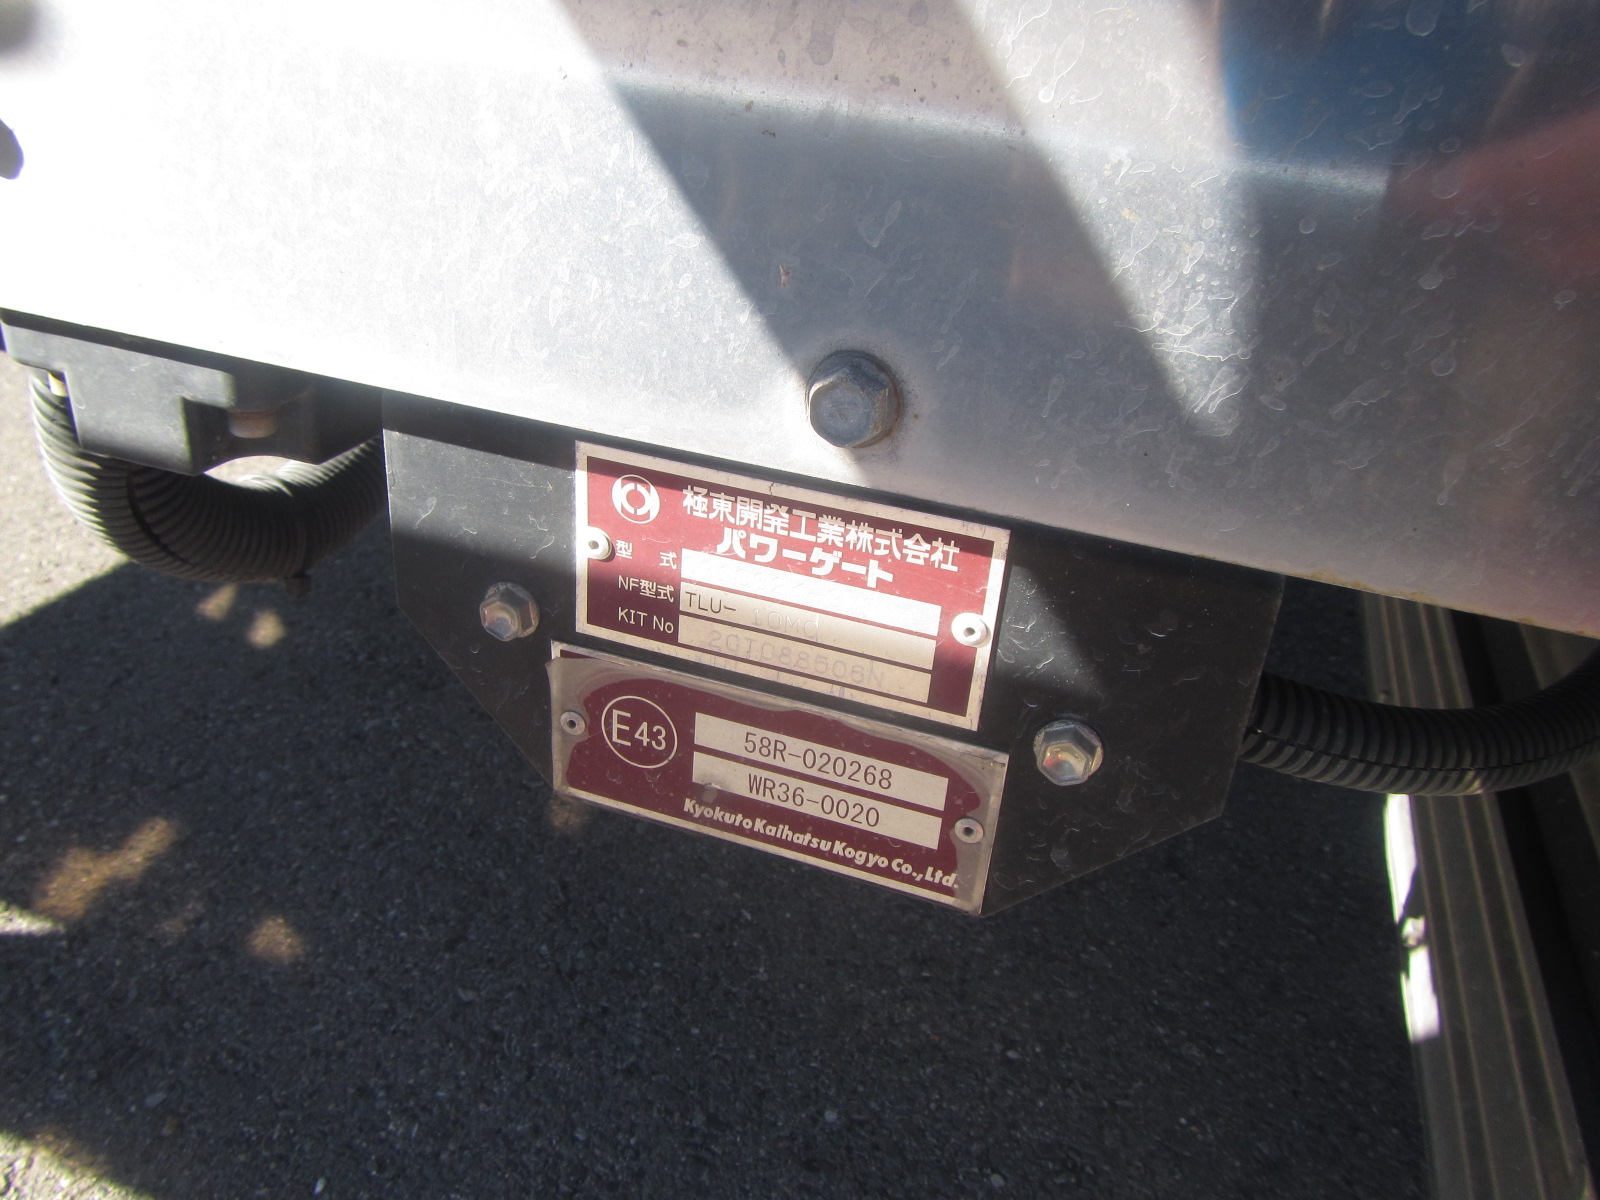 極東開発工業株式会社
パワーゲート
型 式
NF型式 TLU-
KIT No
E43
58R-020268
WR36-0020
Kyokuto Kaihatsu Kogyo Co., Ltd.